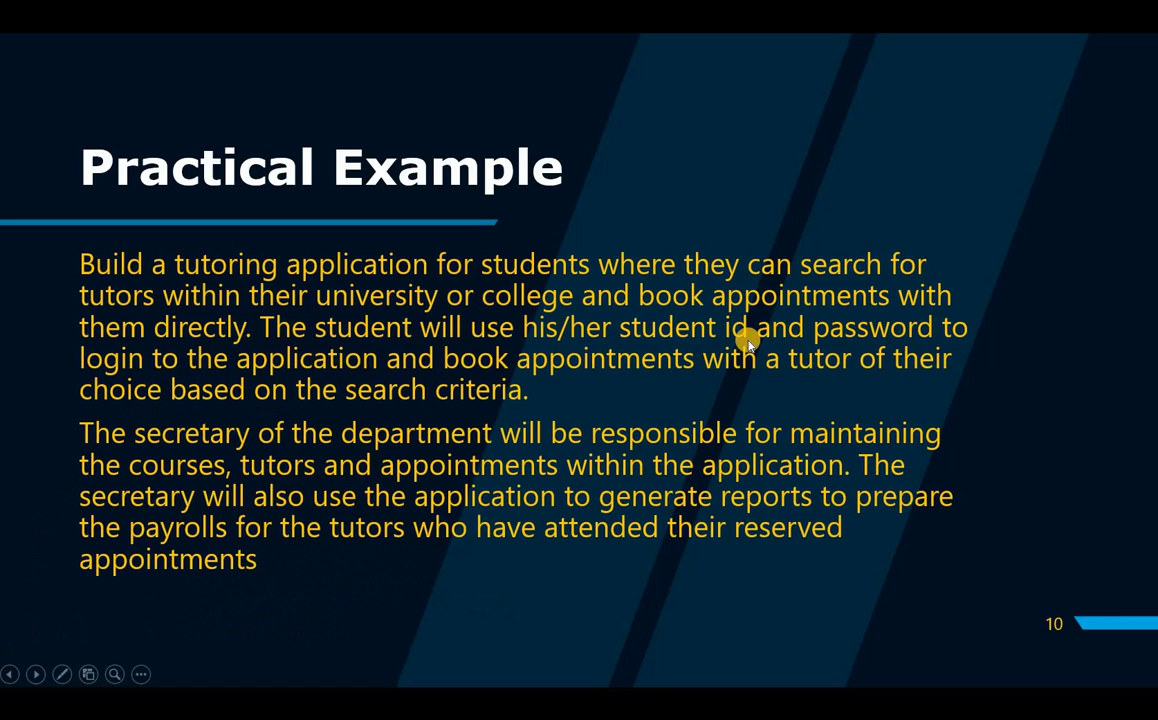 Practical Example
Build a tutoring application for students where they can search for
tutors within their university or college and book appointments with
them directly. The student will use his/her student id and password to
login to the application and book appointments with a tutor of their
choice based on the search criteria.
The secretary of the department will be responsible for maintaining
the courses, tutors and appointments within the application. The
secretary will also use the application to generate reports to prepare
the payrolls for the tutors who have attended their reserved
appointments
10